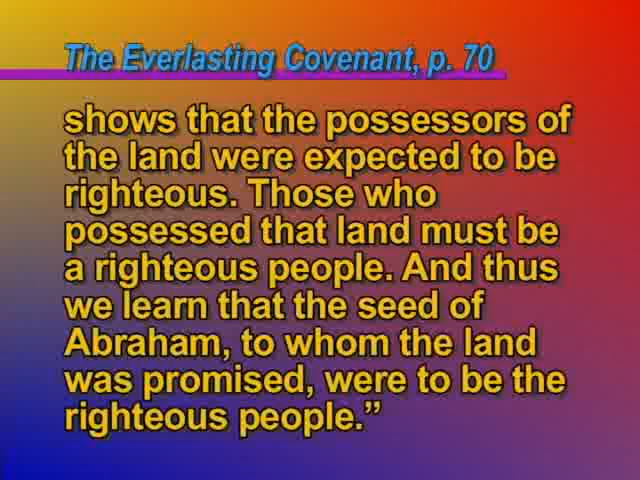 The Everlasting Covenant, p. 70
shows that the possessors of
the land were expected to be
righteous. Those who
possessed that land must be
a righteous people. And thus
we learn that the seed of
Abraham, to whom the land
was promised, were to be the
righteous people.”